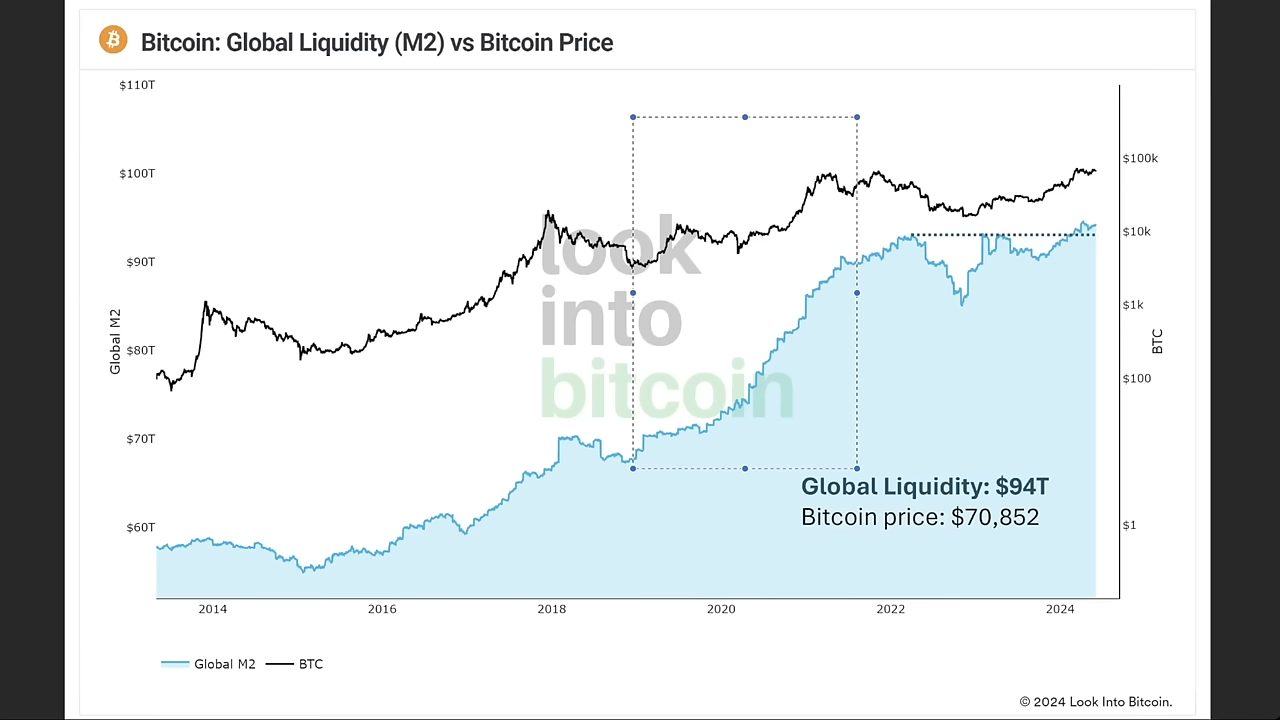 Bitcoin: Global Liquidity (M2) vs Bitcoin Price
$110T
$100T
$90T
$80T
$70T
$60T
Global M2
$100k
$10k
$1k
$100
$1
BTC
look
into
bitcoin
Global Liquidity: $94T
Bitcoin price: $70,852
2014 2016 2018 2020 2022 2024
Global M2 BTC
© 2024 Look Into Bitcoin.